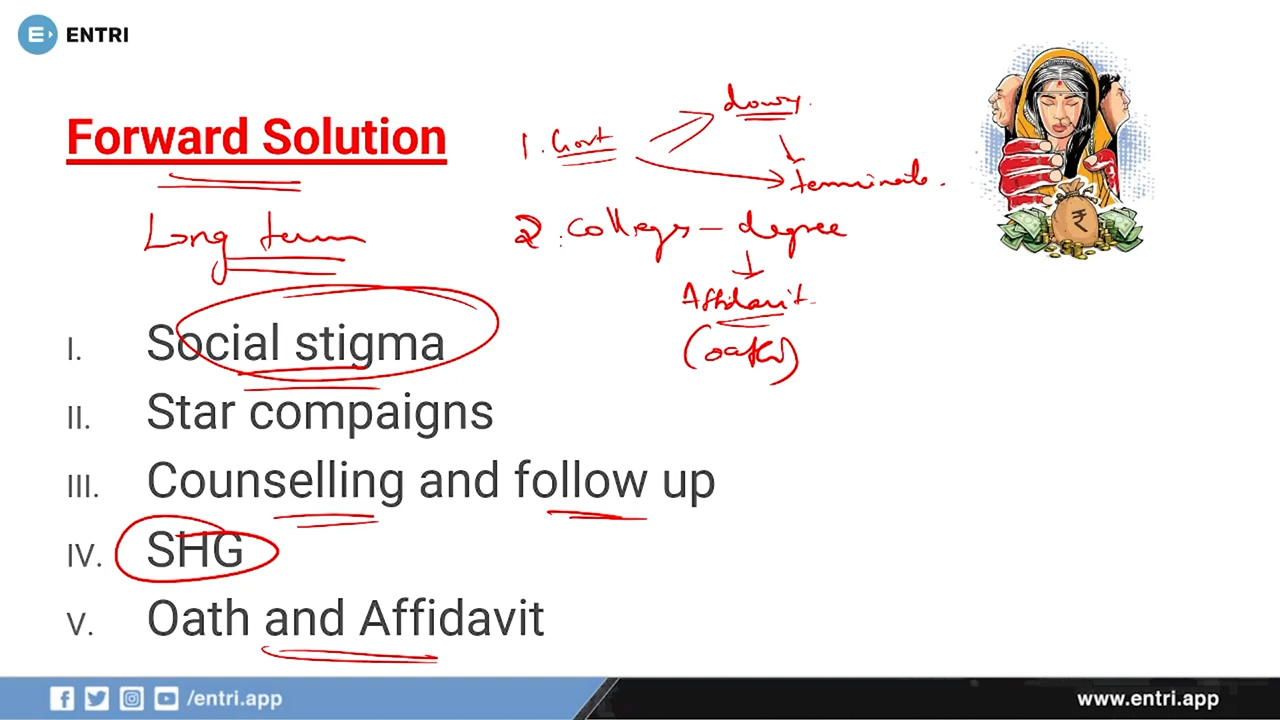 ENTRI
Forward Solution
Long term
1. Govt
dowry.
terminate.
2. College – degree
Affidavit
(oath)
I. Social stigma
II. Star compaigns
III. Counselling and follow up
IV. SHG
V. Oath and Affidavit
₹
/entri.app
www.entri.app